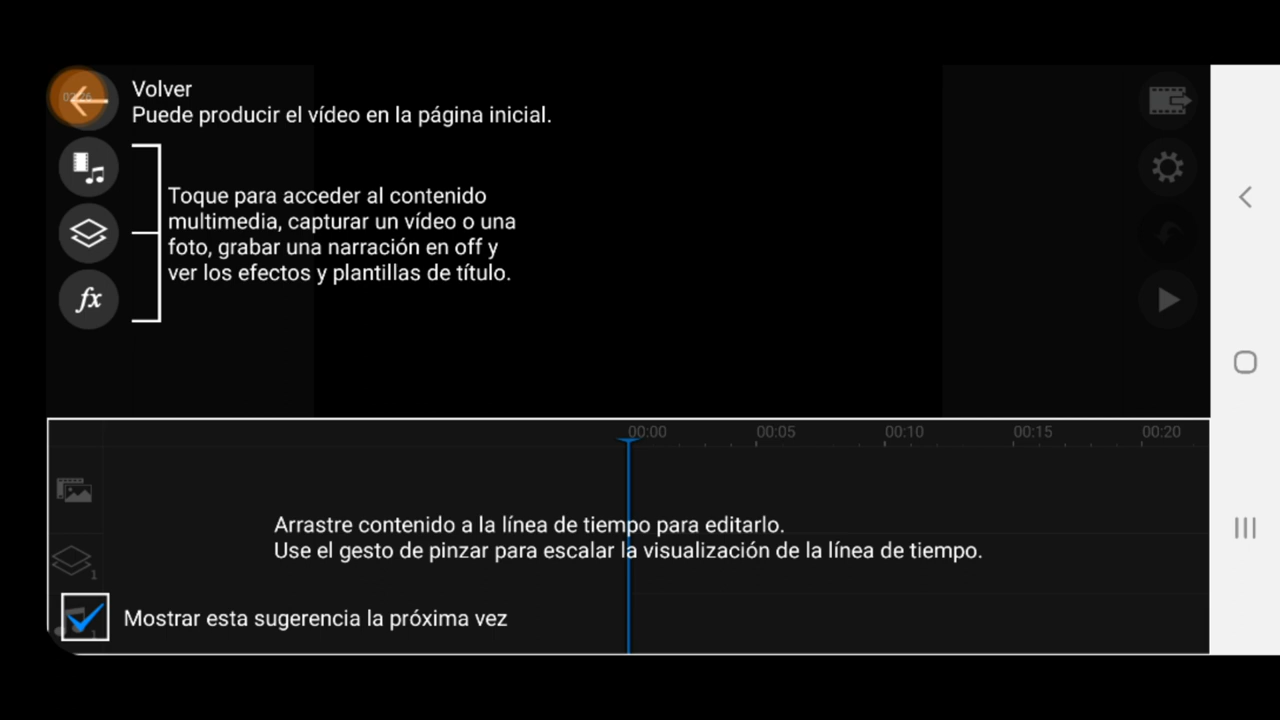 Volver
Puede producir el vídeo en la página inicial.
Toque para acceder al contenido
multimedia, capturar un vídeo o una
foto, grabar una narración en off y
ver los efectos y plantillas de título.
fx
00:00
00:05
00:10
00:15
00:20
Arrastre contenido a la línea de tiempo para editarlo.
Use el gesto de pinzar para escalar la visualización de la línea de tiempo.
1
Mostrar esta sugerencia la próxima vez
1